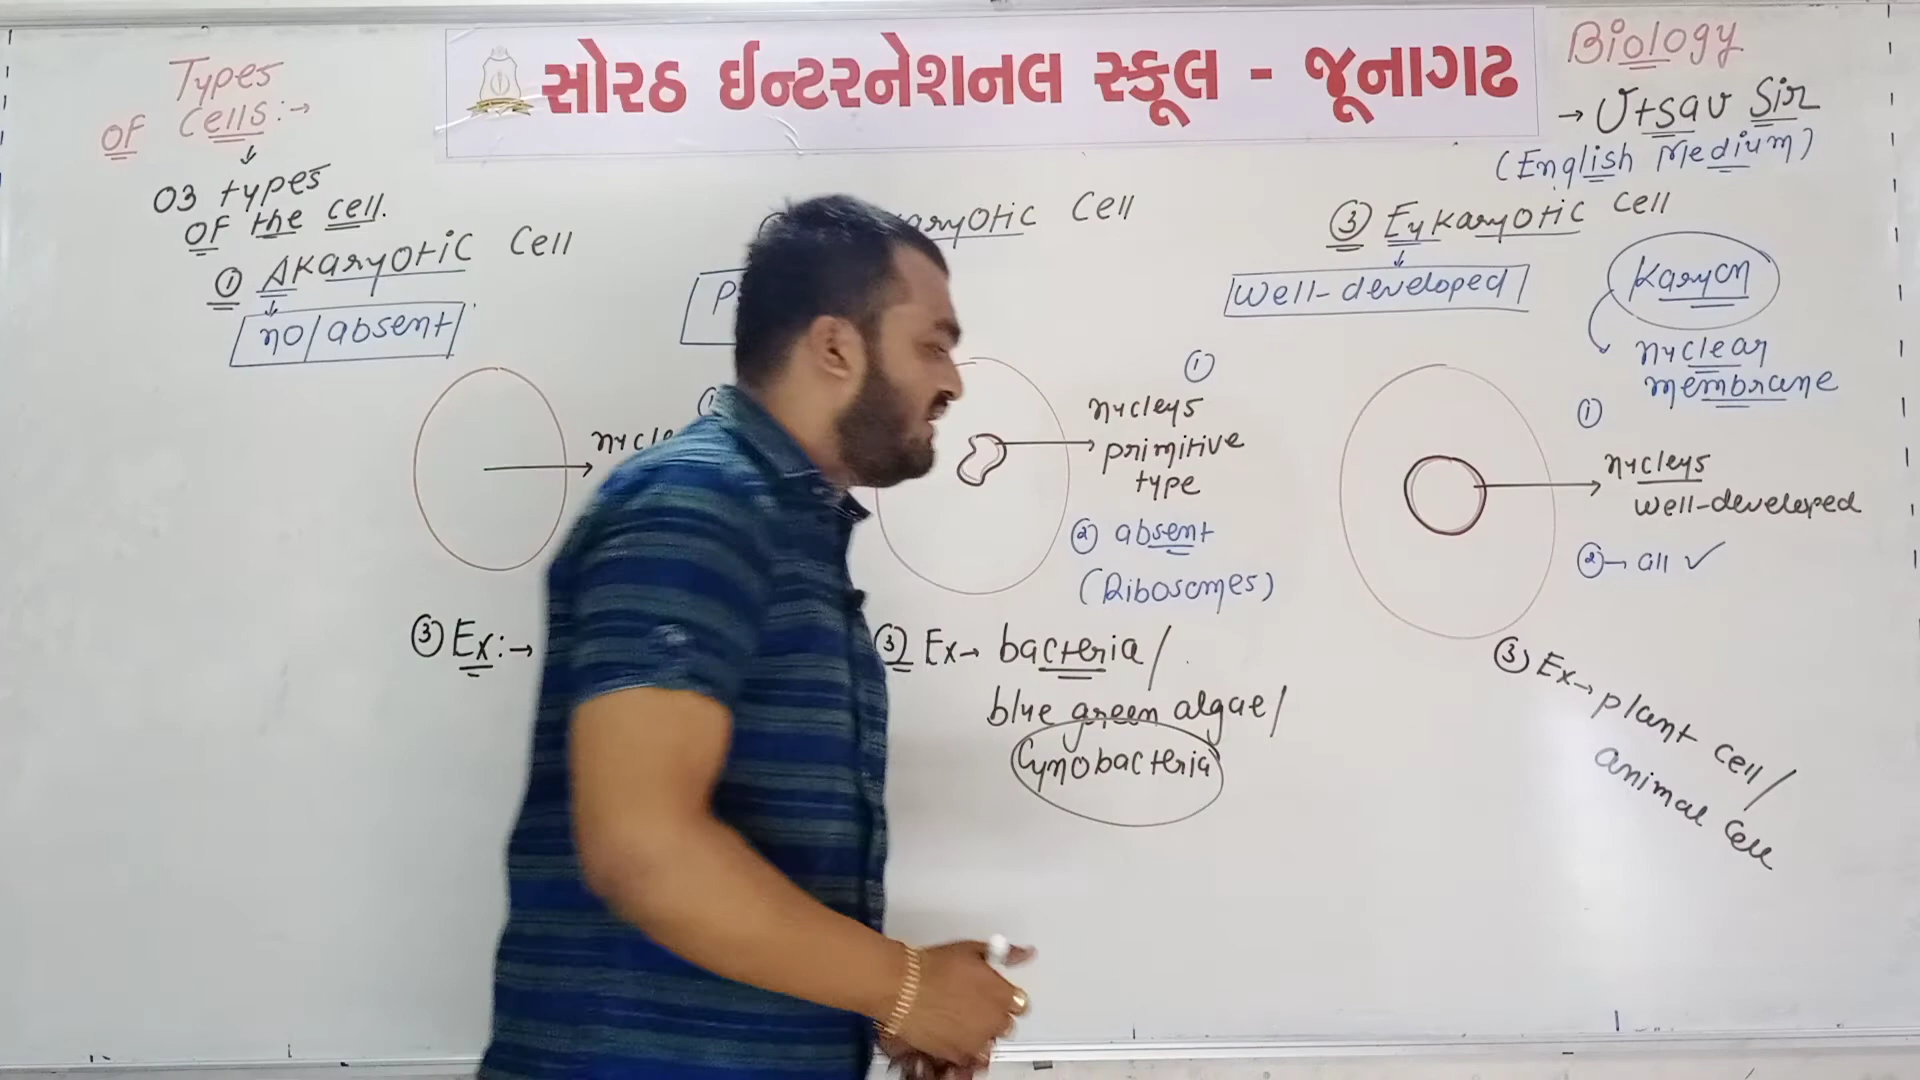 સોરઠ ઈન્ટરનેશનલ સ્કૂલ - જૂનાગઢ
Types
OF Cells:→
03 types
OF the cell.
① Akaryotic Cell
no/absent
③ Ex:→
aryotic Cell
P
①
nucleus
primitive
type
② absent
(Ribosomes)
③ Ex→ bacteria/
blue green algae/
Cynobacteria
Biology
→ Utsav Sir
(English Medium)
③ Eukaryotic Cell
Well-developed
Karyon
nuclear
membrane
①
nucleus
well-developed
②→ all ✓
③ Ex→ plant cell/
animal cell